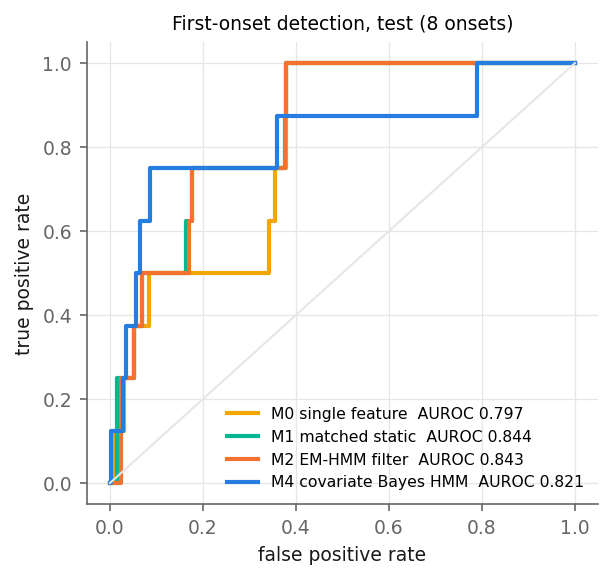 First-onset detection, test (8 onsets)
true positive rate
1.0
0.8
0.6
0.4
0.2
0.0
M0 single feature AUROC 0.797
M1 matched static AUROC 0.844
M2 EM-HMM filter AUROC 0.843
M4 covariate Bayes HMM AUROC 0.821
0.0 0.2 0.4 0.6 0.8 1.0
false positive rate